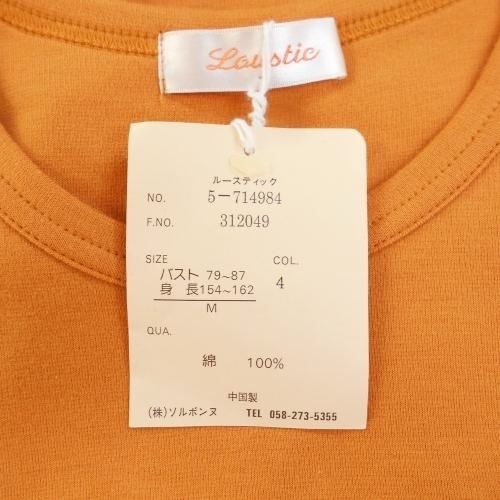 Loustic
ルースティック
NO. 5-714984
F.NO. 312049
SIZE COL.
バスト 79~87
身 長154~162 4
M
QUA.
綿 100%
中国製
(株)ソルボンヌ TEL 058-273-5355